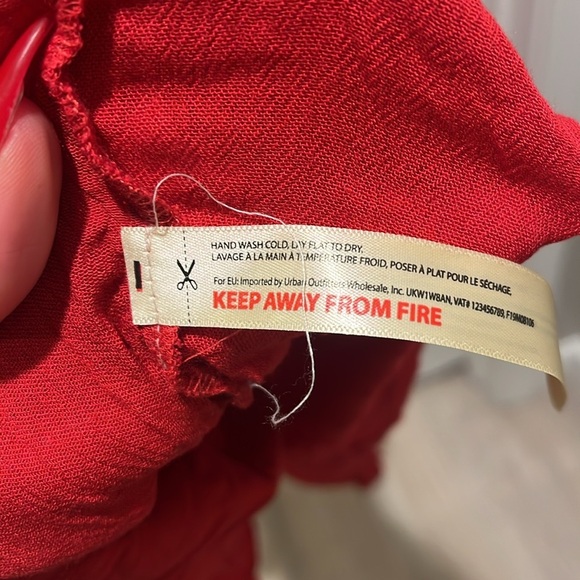 HAND WASH COLD, LAY FLAT TO DRY.
LAVAGE À LA MAIN À TEMPÉRATURE FROID, POSER À PLAT POUR LE SÉCHAGE,
For EU: Imported by Urban Outfitters Wholesale, Inc. UKW1W8AN, VAT# 123456789, F19M08106
KEEP AWAY FROM FIRE